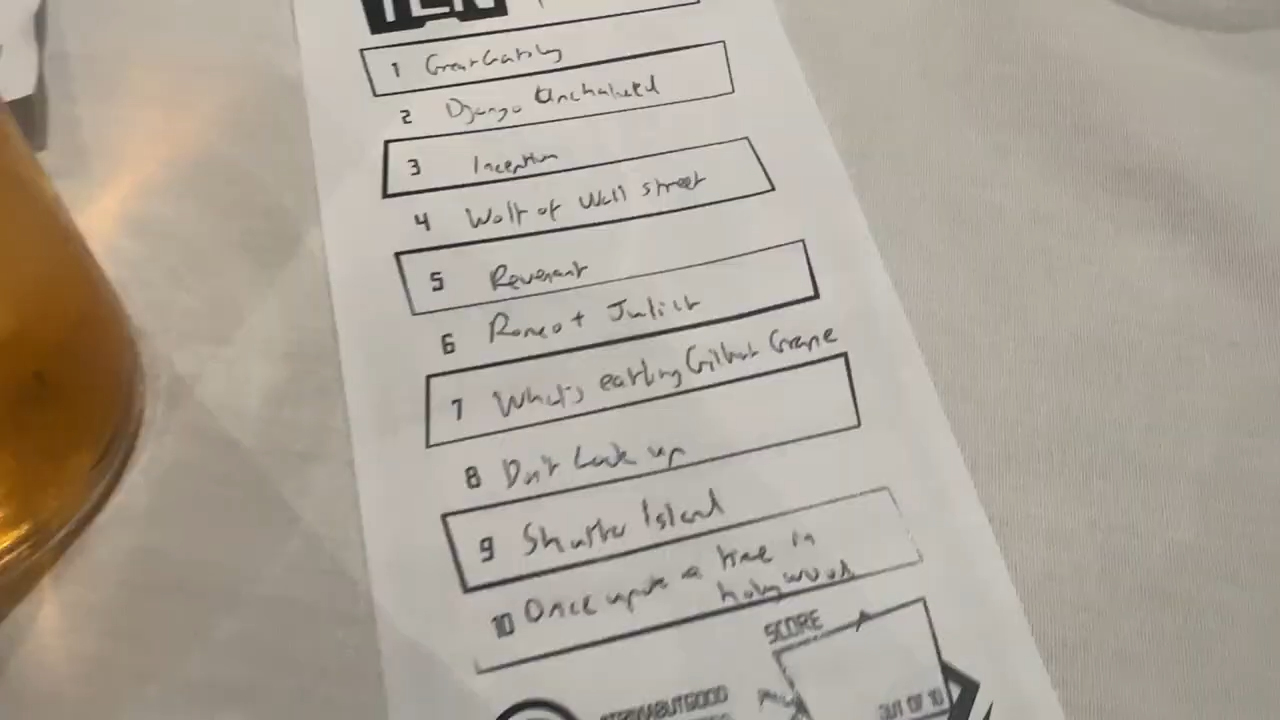 TEN
1 Great Gatsby
2 Django Unchained
3 Inception
4 Wolf of Wall street
5 Revenant
6 Romeo + Juliet
7 What's eating Gilbert Grape
8 Don't Look up
9 Shutter Island
10 Once upon a time in
hollywood
SCORE
OUT OF 10